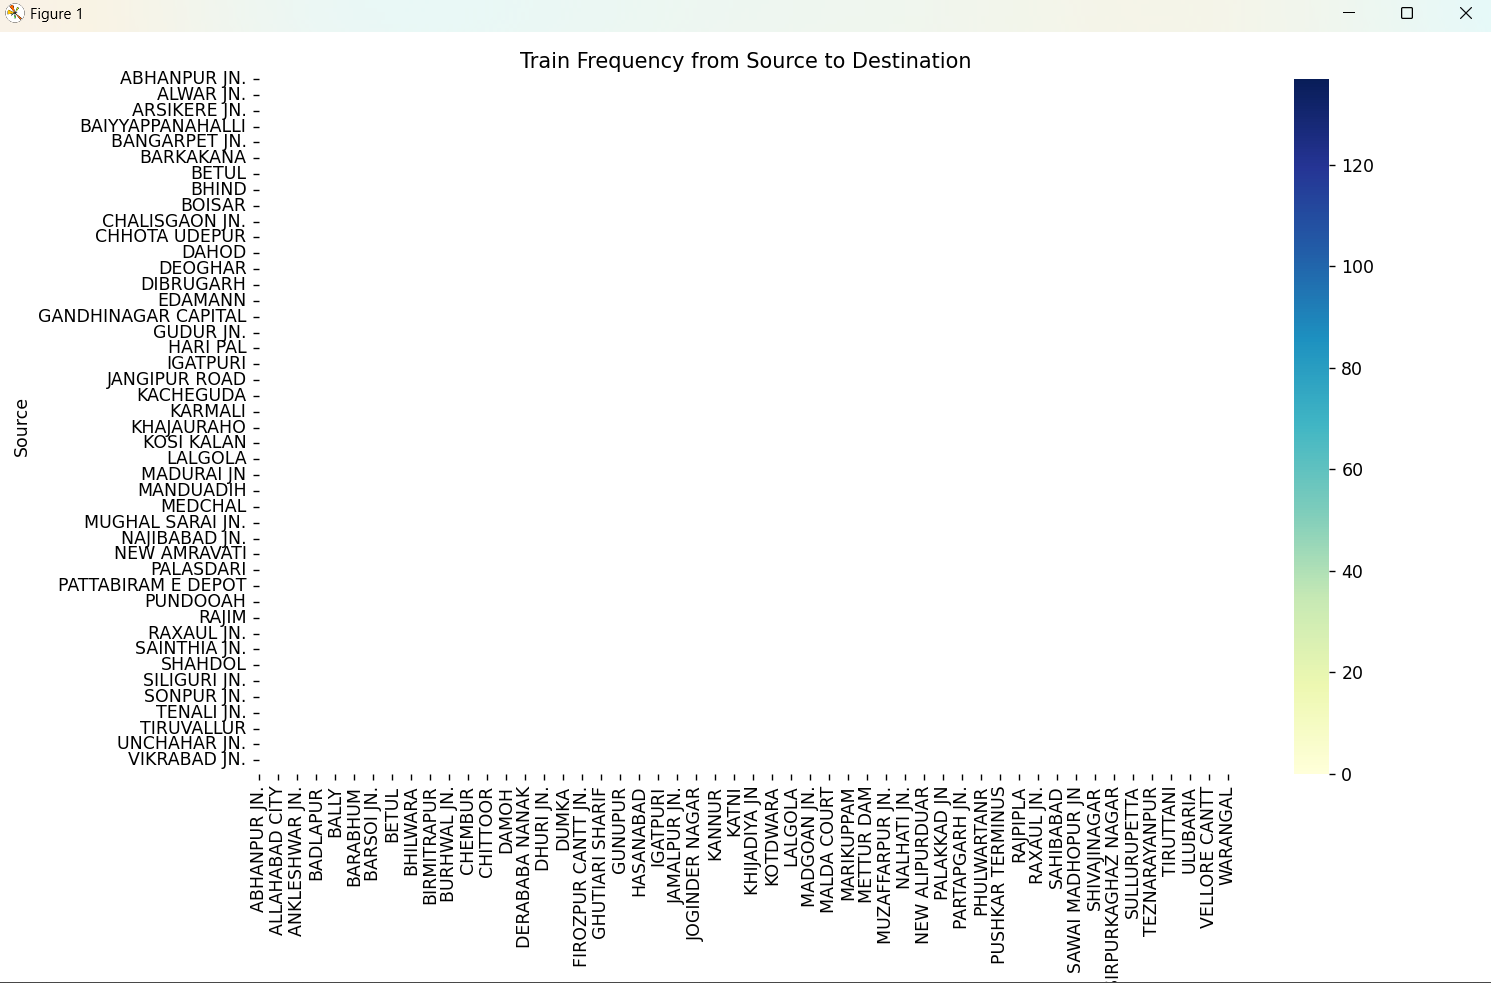 Figure 1
Train Frequency from Source to Destination
ABHANPUR JN.
ALWAR JN.
ARSIKERE JN.
BAIYYAPPANAHALLI
BANGARPET JN.
BARKAKANA
BETUL
BHIND
BOISAR
CHALISGAON JN.
CHHOTA UDEPUR
DAHOD
DEOGHAR
DIBRUGARH
EDAMANN
GANDHINAGAR CAPITAL
GUDUR JN.
HARI PAL
IGATPURI
JANGIPUR ROAD
KACHEGUDA
KARMALI
KHAJAURAHO
KOSI KALAN
LALGOLA
MADURAI JN
MANDUADIH
MEDCHAL
MUGHAL SARAI JN.
NAJIBABAD JN.
NEW AMRAVATI
PALASDARI
PATTABIRAM E DEPOT
PUNDOOAH
RAJIM
RAXAUL JN.
SAINTHIA JN.
SHAHDOL
SILIGURI JN.
SONPUR JN.
TENALI JN.
TIRUVALLUR
UNCHAHAR JN.
VIKRABAD JN.
Source
ABHANPUR JN.
ALLAHABAD CITY
ANKLESHWAR JN.
BADLAPUR
BALLY
BARABHUM
BARSOI JN.
BETUL
BHILWARA
BIRMITRAPUR
BURHWAL JN.
CHEMBUR
CHITTOOR
DAMOH
DERABABA NANAK
DHURI JN.
DUMKA
FIROZPUR CANTT JN.
GHUTIARI SHARIF
GUNUPUR
HASANABAD
IGATPURI
JAMALPUR JN.
JOGINDER NAGAR
KANNUR
KATNI
KHIJADIYA JN
KOTDWARA
LALGOLA
MADGOAN JN.
MALDA COURT
MARIKUPPAM
METTUR DAM
MUZAFFARPUR JN.
NALHATI JN.
NEW ALIPURDUAR
PALAKKAD JN
PARTAPGARH JN.
PHULWARTANR
PUSHKAR TERMINUS
RAJPIPLA
RAXAUL JN.
SAHIBABAD
SAWAI MADHOPUR JN
SHIVAJINAGAR
SIRPURKAGHAZ NAGAR
SULLURUPETTA
TEZNARAYANPUR
TIRUTTANI
ULUBARIA
VELLORE CANTT
WARANGAL
120
100
80
60
40
20
0